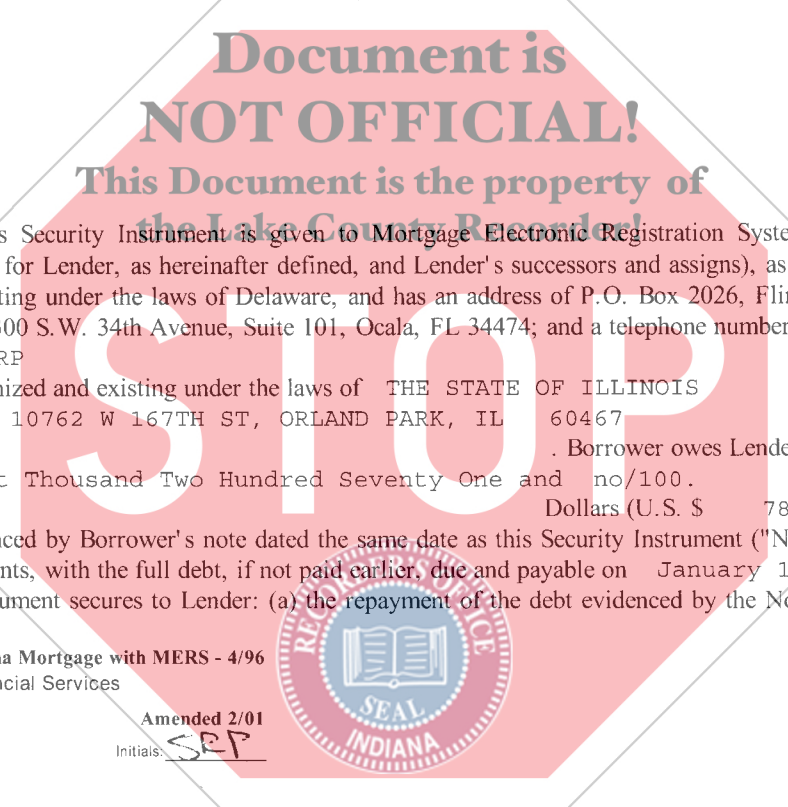 Document is
NOT OFFICIAL!
This Document is the property of
the Lake County Recorder!
s Security Instrument is given to Mortgage Electronic Registration Syste
for Lender, as hereinafter defined, and Lender's successors and assigns), as
ting under the laws of Delaware, and has an address of P.O. Box 2026, Fli
300 S.W. 34th Avenue, Suite 101, Ocala, FL 34474; and a telephone number
RP
nized and existing under the laws of THE STATE OF ILLINOIS
10762 W 167TH ST, ORLAND PARK, IL 60467
. Borrower owes Lende
t Thousand Two Hundred Seventy One and no/100.
Dollars (U.S. $ 78
nced by Borrower's note dated the same date as this Security Instrument ("N
nts, with the full debt, if not paid earlier, due and payable on January 1
ument secures to Lender: (a) the repayment of the debt evidenced by the No
STOP
RECORDER'S OFFICE
SEAL
INDIANA
na Mortgage with MERS - 4/96
ncial Services
Amended 2/01
Initials: